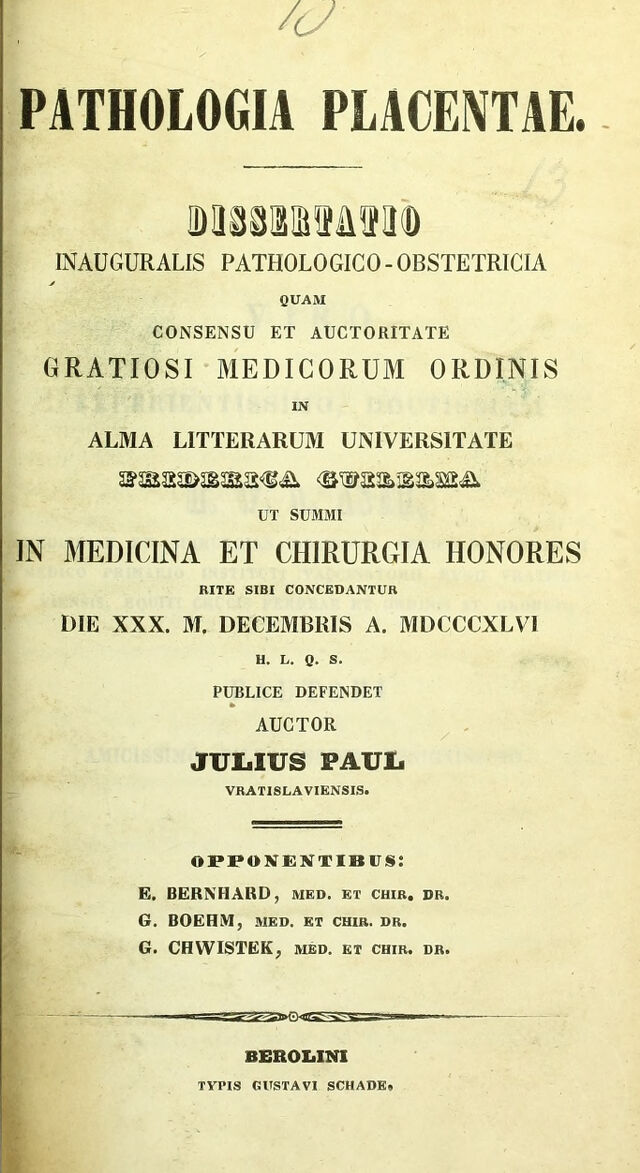 10
PATHOLOGIA PLACENTAE.
13
DISSERTATIO
INAUGURALIS PATHOLOGICO-OBSTETRICIA
QUAM
CONSENSU ET AUCTORITATE
GRATIOSI MEDICORUM ORDINIS
IN
ALMA LITTERARUM UNIVERSITATE
FRIDERICA GUILELMA
UT SUMMI
IN MEDICINA ET CHIRURGIA HONORES
RITE SIBI CONCEDANTUR
DIE XXX. M. DECEMBRIS A. MDCCCXLVI
H. L. Q. S.
PUBLICE DEFENDET
AUCTOR
JULIUS PAUL
VRATISLAVIENSIS.
OPPONENTIBUS:
E. BERNHARD, MED. ET CHIR. DR.
G. BOEHM, MED. ET CHIR. DR.
G. CHWISTEK, MED. ET CHIR. DR.
BEROLINI
TYPIS GUSTAVI SCHADE.